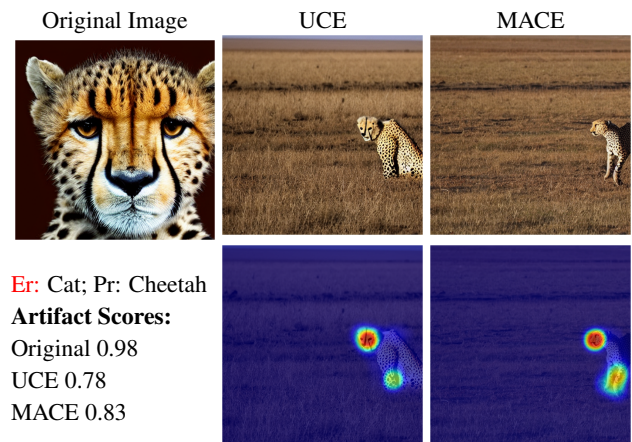 Original Image
UCE
MACE
Er: Cat; Pr: Cheetah
Artifact Scores:
Original 0.98
UCE 0.78
MACE 0.83